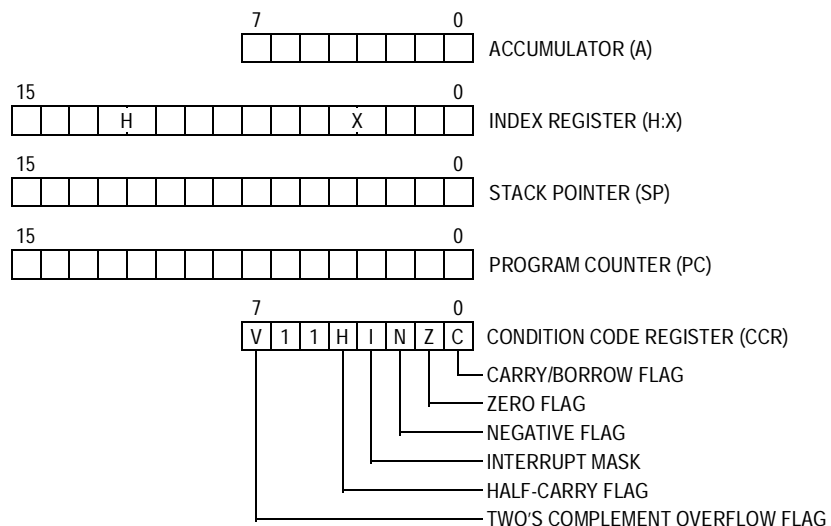 7 0
ACCUMULATOR (A)
15 0
H X INDEX REGISTER (H:X)
15 0
STACK POINTER (SP)
15 0
PROGRAM COUNTER (PC)
7 0
V 1 1 H I N Z C CONDITION CODE REGISTER (CCR)
CARRY/BORROW FLAG
ZERO FLAG
NEGATIVE FLAG
INTERRUPT MASK
HALF-CARRY FLAG
TWO'S COMPLEMENT OVERFLOW FLAG